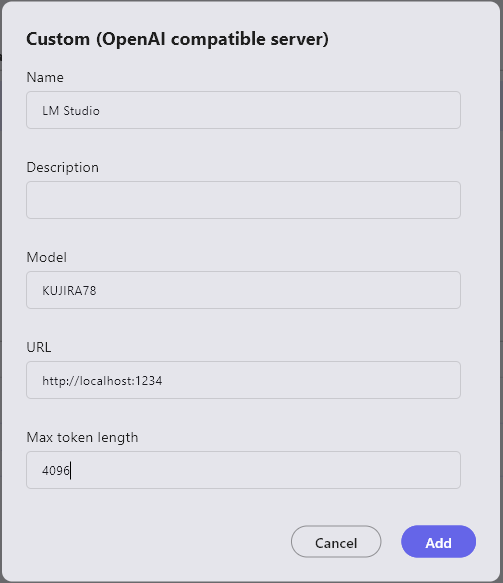 Custom (OpenAI compatible server)
Name
LM Studio
Description
Model
KUJIRA78
URL
http://localhost:1234
Max token length
4096
Cancel
Add